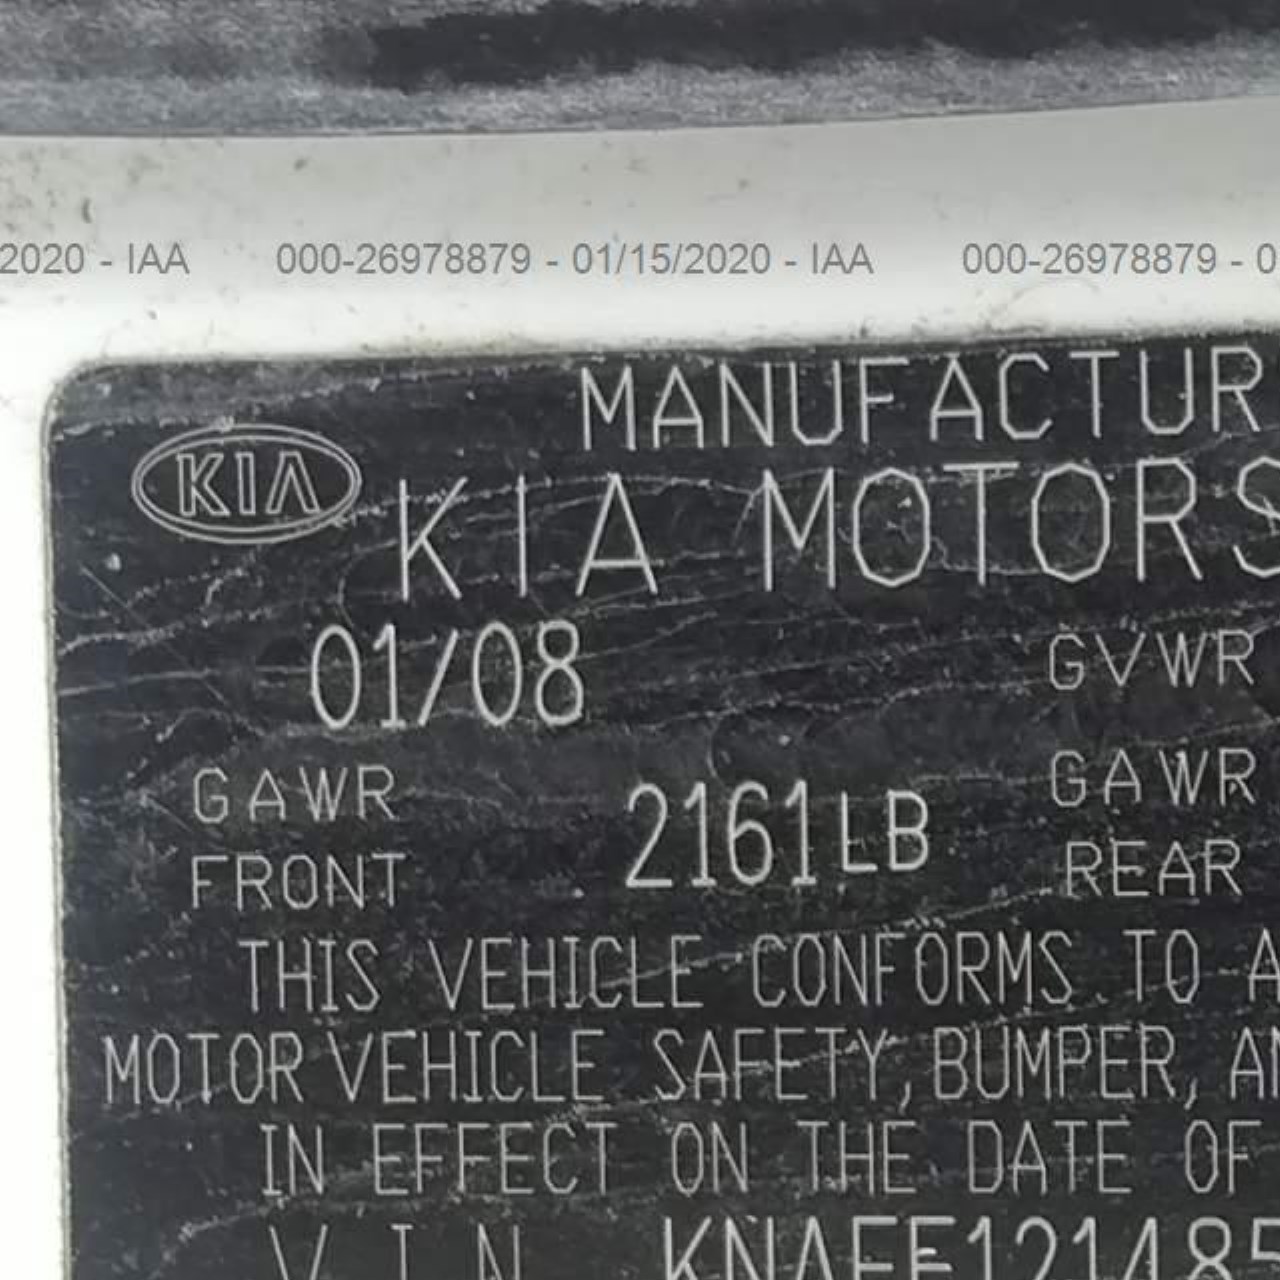 2020 - IAA 000-26978879 - 01/15/2020 - IAA 000-26978879 - 0
MANUFACTUR
KIA KIA MOTORS
01/08 GVWR
GAWR FRONT 2161LB GAWR REAR
THIS VEHICLE CONFORMS TO A
MOTOR VEHICLE SAFETY, BUMPER, AN
IN EFFECT ON THE DATE OF
V I N